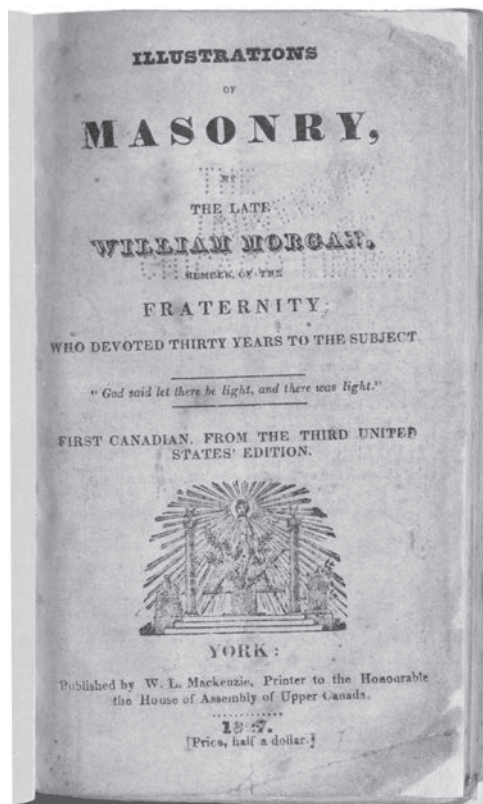 ILLUSTRATIONS
OF
MASONRY,
BY
THE LATE
WILLIAM MORGAN,
MEMBER OF THE
FRATERNITY;
WHO DEVOTED THIRTY YEARS TO THE SUBJECT.
"God said let there be light, and there was light."
FIRST CANADIAN, FROM THE THIRD UNITED
STATES' EDITION.
YORK:
Published by W. L. Mackenzie, Printer to the Honourable
the House of Assembly of Upper Canada.
[Price, half a dollar.]